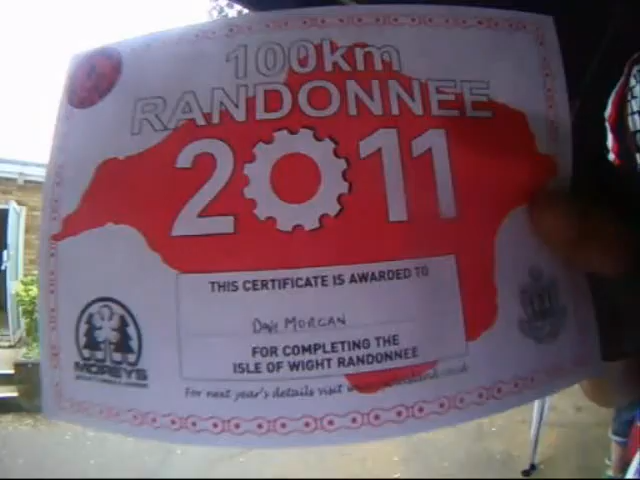 100km
RANDONNEE
2011
THIS CERTIFICATE IS AWARDED TO
DAVE MORGAN
FOR COMPLETING THE
ISLE OF WIGHT RANDONNEE
MOREYS
For next year's details visit